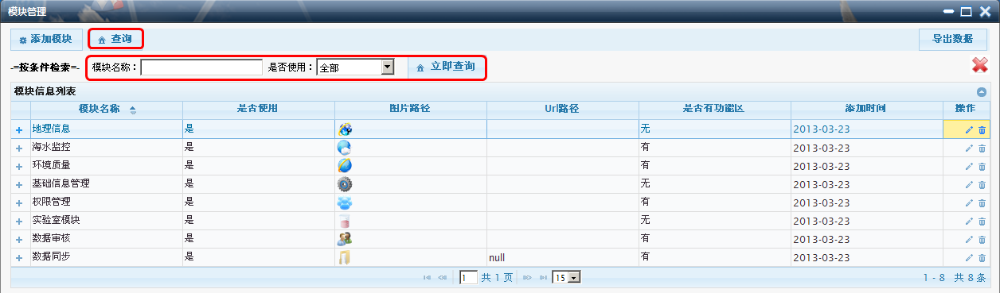 模块管理
添加模块 查询 导出数据
-=按条件检索=- 模块名称： 是否使用： 全部 立即查询
模块信息列表
模块名称 是否使用 图片路径 Url路径 是否有功能区 添加时间 操作
地理信息 是 无 2013-03-23
海水监控 是 有 2013-03-23
环境质量 是 有 2013-03-23
基础信息管理 是 无 2013-03-23
权限管理 是 有 2013-03-23
实验室模块 是 无 2013-03-23
数据审核 是 有 2013-03-23
数据同步 是 null 有 2013-03-23
1 共 1 页 15 1 - 8 共 8 条